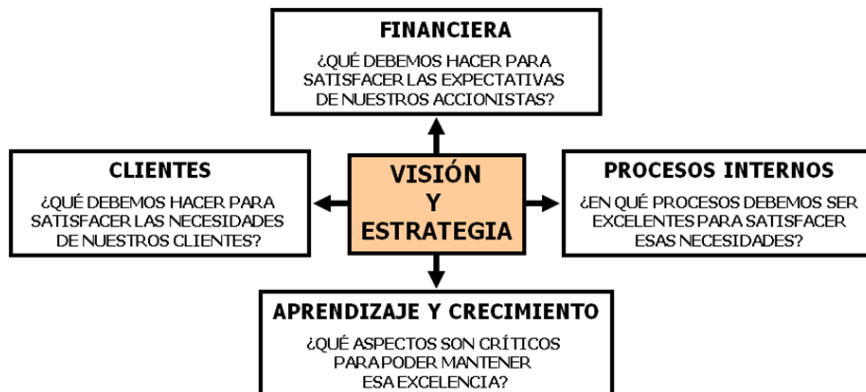 FINANCIERA
¿QUÉ DEBEMOS HACER PARA
SATISFACER LAS EXPECTATIVAS
DE NUESTROS ACCIONISTAS?
CLIENTES
¿QUÉ DEBEMOS HACER PARA
SATISFACER LAS NECESIDADES
DE NUESTROS CLIENTES?
VISIÓN
Y
ESTRATEGIA
PROCESOS INTERNOS
¿EN QUÉ PROCESOS DEBEMOS SER
EXCELENTES PARA SATISFACER
ESAS NECESIDADES?
APRENDIZAJE Y CRECIMIENTO
¿QUÉ ASPECTOS SON CRÍTICOS
PARA PODER MANTENER
ESA EXCELENCIA?